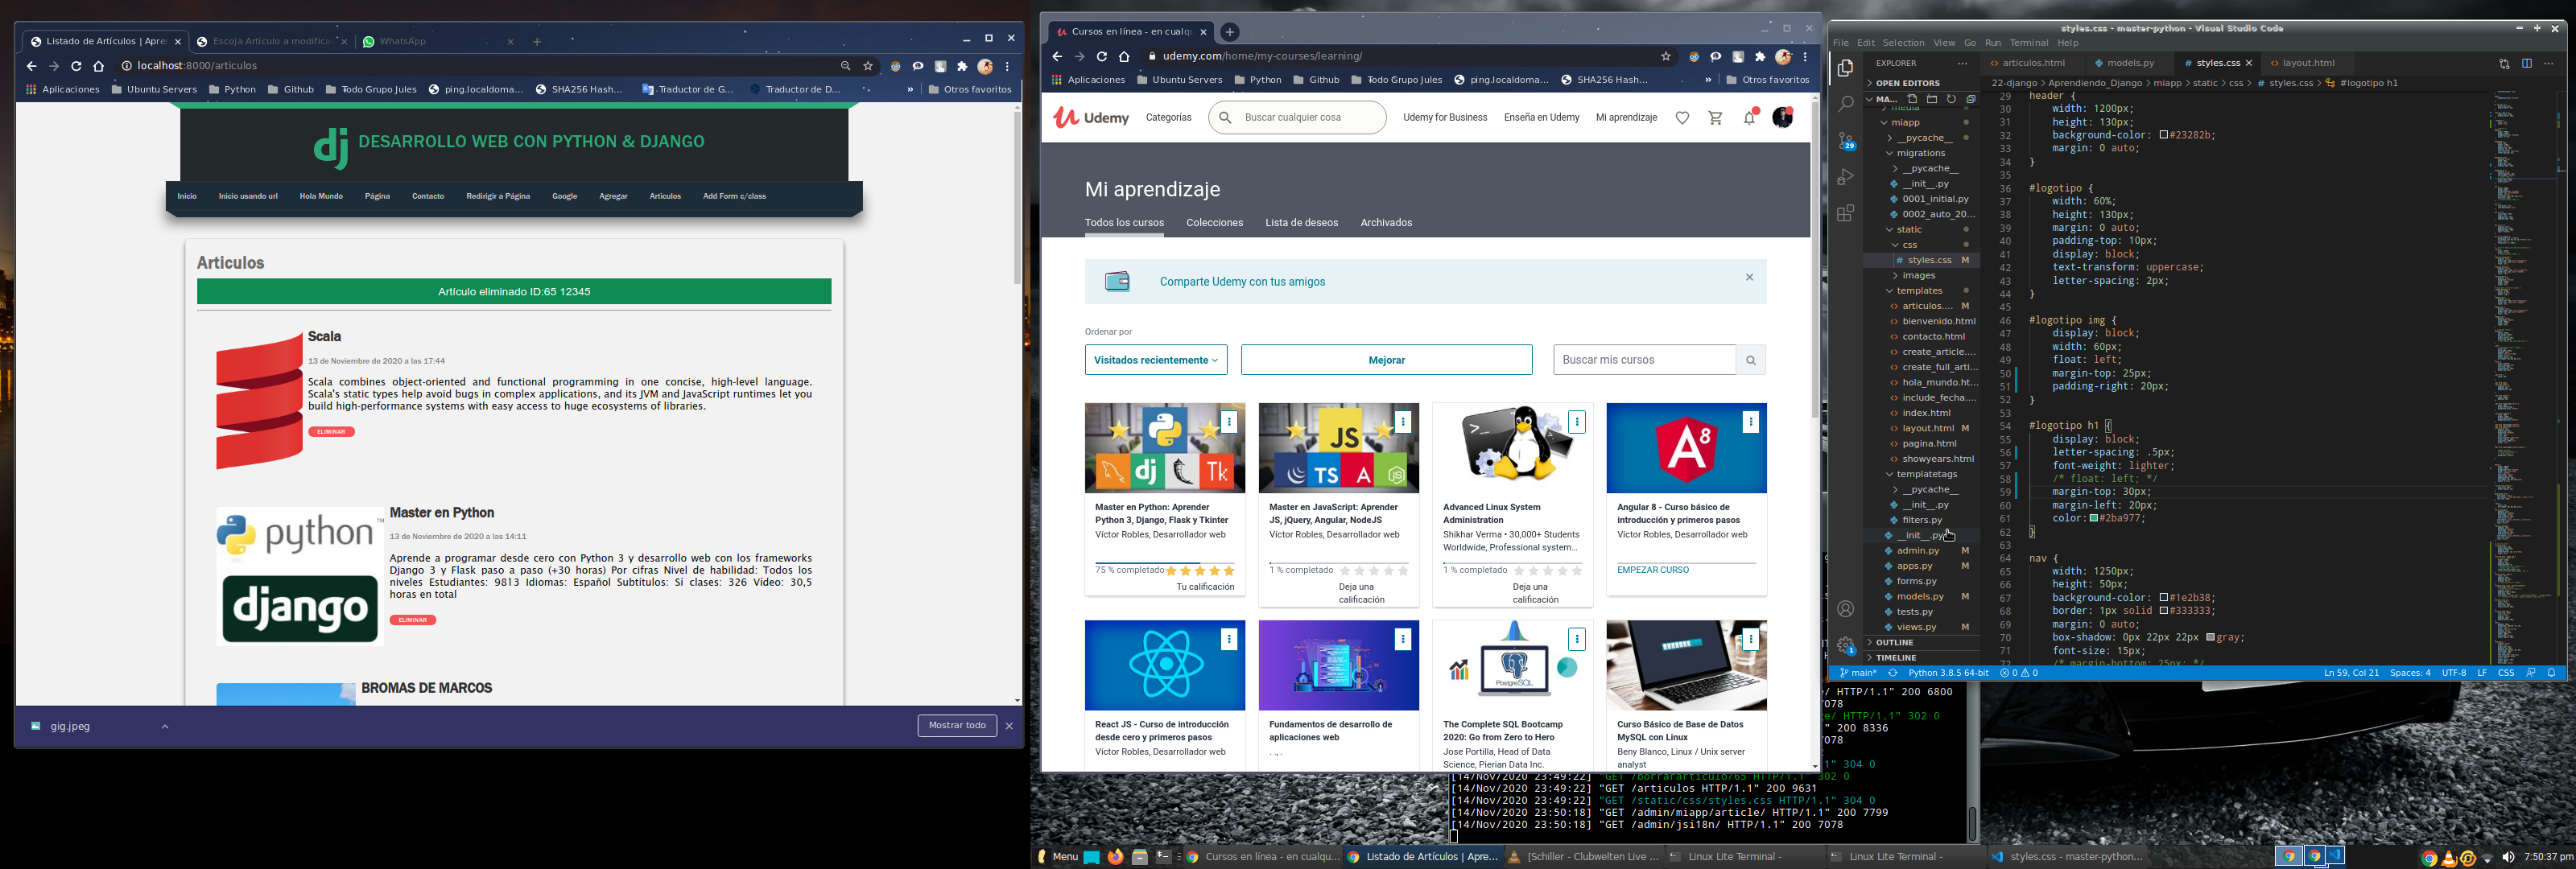 Listado de Artículos | Apre
Escoja Artículo a modifica
WhatsApp
localhost:8000/articulos
Aplicaciones
Ubuntu Servers
Python
Github
Todo Grupo Jules
ping.localdoma...
SHA256 Hash...
Traductor de G...
Traductor de D...
»
Otros favoritos
dj
DESARROLLO WEB CON PYTHON & DJANGO
Inicio
Inicio usando url
Hola Mundo
Página
Contacto
Redirigir a Página
Google
Agregar
Articulos
Add Form c/class
Articulos
Artículo eliminado ID:65 12345
Scala
13 de Noviembre de 2020 a las 17:44
Scala combines object-oriented and functional programming in one concise, high-level language.
Scala's static types help avoid bugs in complex applications, and its JVM and JavaScript runtimes let you
build high-performance systems with easy access to huge ecosystems of libraries.
ELIMINAR
python™
django
Master en Python
13 de Noviembre de 2020 a las 14:11
Aprende a programar desde cero con Python 3 y desarrollo web con los frameworks
Django 3 y Flask paso a paso (+30 horas) Por cifras Nivel de habilidad: Todos los
niveles Estudiantes: 9813 Idiomas: Español Subtítulos: Sí clases: 326 Vídeo: 30,5
horas en total
ELIMINAR
BROMAS DE MARCOS
gig.jpeg
Mostrar todo
Cursos en línea - en cualq
udemy.com/home/my-courses/learning/
Aplicaciones
Ubuntu Servers
Python
Github
Todo Grupo Jules
ping.localdoma...
SHA256 Hash...
»
Otros favoritos
Udemy
Categorías
Buscar cualquier cosa
Udemy for Business
Enseña en Udemy
Mi aprendizaje
Mi aprendizaje
Todos los cursos
Colecciones
Lista de deseos
Archivados
Comparte Udemy con tus amigos
Ordenar por
Visitados recientemente
Mejorar
Buscar mis cursos
dj
Tk
Master en Python: Aprender
Python 3, Django, Flask y Tkinter
Víctor Robles, Desarrollador web
75 % completado
Tu calificación
JS
TS
A
Master en JavaScript: Aprender
JS, jQuery, Angular, NodeJS
Víctor Robles, Desarrollador web
1 % completado
Deja una
calificación
Advanced Linux System
Administration
Shikhar Verma • 30,000+ Students
Worldwide, Professional system...
1 % completado
Deja una
calificación
A8
Angular 8 - Curso básico de
introducción y primeros pasos
Víctor Robles, Desarrollador web
EMPEZAR CURSO
React JS - Curso de introducción
desde cero y primeros pasos
Víctor Robles, Desarrollador web
Fundamentos de desarrollo de
aplicaciones web
. ., .
PostgreSQL
The Complete SQL Bootcamp
2020: Go from Zero to Hero
Jose Portilla, Head of Data
Science, Pierian Data Inc.
Curso Básico de Base de Datos
MySQL con Linux
Beny Blanco, Linux / Unix server
analyst
styles.css - master-python - Visual Studio Code
File Edit Selection View Go Run Terminal Help
EXPLORER
OPEN EDITORS
MA...
media
miapp
__pycache__
migrations
__pycache__
__init__.py
0001_initial.py
0002_auto_20...
static
css
styles.css M
images
templates
articulos.... M
bienvenido.html
contacto.html
create_article....
create_full_arti...
hola_mundo.ht...
include_fecha....
index.html
layout.html M
pagina.html
showyears.html
templatetags
__pycache__
__init__.py
filters.py
__init__.py
admin.py M
apps.py M
forms.py
models.py M
tests.py
views.py M
OUTLINE
TIMELINE
29
1
articulos.html
models.py
styles.css
layout.html
22-django > Aprendiendo_Django > miapp > static > css > # styles.css > #logotipo h1
29 header {
30 width: 1200px;
31 height: 130px;
32 background-color: #23282b;
33 margin: 0 auto;
34 }
35
36 #logotipo {
37 width: 60%;
38 height: 130px;
39 margin: 0 auto;
40 padding-top: 10px;
41 display: block;
42 text-transform: uppercase;
43 letter-spacing: 2px;
44 }
45
46 #logotipo img {
47 display: block;
48 width: 60px;
49 float: left;
50 margin-top: 25px;
51 padding-right: 20px;
52 }
53
54 #logotipo h1 {
55 display: block;
56 letter-spacing: .5px;
57 font-weight: lighter;
58 /* float: left; */
59 margin-top: 30px;
60 margin-left: 20px;
61 color: #2ba977;
62 }
63
64 nav {
65 width: 1250px;
66 height: 50px;
67 background-color: #1e2b38;
68 border: 1px solid #333333;
69 margin: 0 auto;
70 box-shadow: 0px 22px 22px gray;
71 font-size: 15px;
72 /* margin-bottom: 25px; */
main*
Python 3.8.5 64-bit
0 0
Ln 59, Col 21
Spaces: 4
UTF-8
LF
CSS
/ HTTP/1.1" 200 6800
7078
e/ HTTP/1.1" 302 0
" 200 8336
7078
1" 304 0
[14/Nov/2020 23:49:22] "GET /borrararticulo/65 HTTP/1.1" 302 0
[14/Nov/2020 23:49:22] "GET /articulos HTTP/1.1" 200 9631
[14/Nov/2020 23:49:22] "GET /static/css/styles.css HTTP/1.1" 304 0
[14/Nov/2020 23:50:18] "GET /admin/miapp/article/ HTTP/1.1" 200 7799
[14/Nov/2020 23:50:18] "GET /admin/jsi18n/ HTTP/1.1" 200 7078
Menu
Cursos en línea - en cualqu...
Listado de Artículos | Apre...
[Schiller - Clubwelten Live ...
Linux Lite Terminal -
Linux Lite Terminal -
styles.css - master-python...
7:50:37 pm